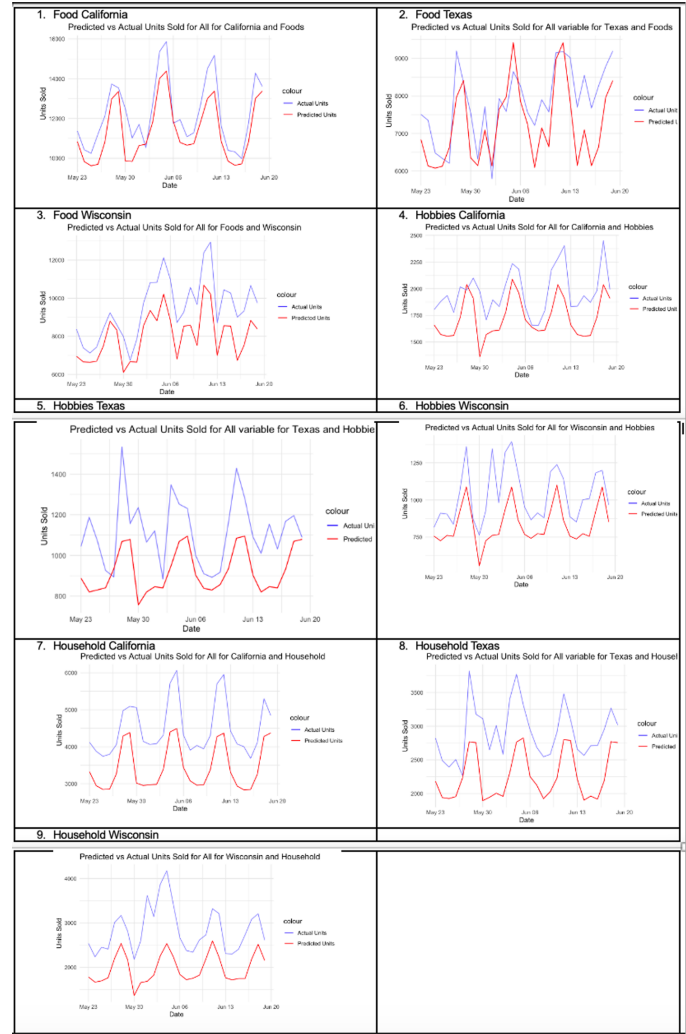 1. Food California
Predicted vs Actual Units Sold for All for California and Foods
16000
14000
12000
10000
Units Sold
May 23 May 30 Jun 06 Jun 13 Jun 20
Date
colour
Actual Units
Predicted Units
2. Food Texas
Predicted vs Actual Units Sold for All variable for Texas and Foods
9000
8000
7000
6000
Units Sold
May 23 May 30 Jun 06 Jun 13 Jun 20
Date
colour
Actual Unit
Predicted
3. Food Wisconsin
Predicted vs Actual Units Sold for All for Foods and Wisconsin
12000
10000
8000
6000
Units Sold
May 23 May 30 Jun 06 Jun 13 Jun 20
Date
colour
Actual Units
Predicted Units
4. Hobbies California
Predicted vs Actual Units Sold for All for California and Hobbies
2500
2250
2000
1750
1500
Units Sold
May 23 May 30 Jun 06 Jun 13 Jun 20
Date
colour
Actual Units
Predicted Unit
5. Hobbies Texas
Predicted vs Actual Units Sold for All variable for Texas and Hobbie
1400
1200
1000
800
Units Sold
May 23 May 30 Jun 06 Jun 13 Jun 20
Date
colour
Actual Uni
Predicted
6. Hobbies Wisconsin
Predicted vs Actual Units Sold for All for Wisconsin and Hobbies
1250
1000
750
Units Sold
May 23 May 30 Jun 06 Jun 13 Jun 20
Date
colour
Actual Units
Predicted Units
7. Household California
Predicted vs Actual Units Sold for All for California and Household
6000
5000
4000
3000
Units Sold
May 23 May 30 Jun 06 Jun 13 Jun 20
Date
colour
Actual Units
Predicted Units
8. Household Texas
Predicted vs Actual Units Sold for All variable for Texas and Househ
3500
3000
2500
2000
Units Sold
May 23 May 30 Jun 06 Jun 13 Jun 20
Date
colour
Actual Uni
Predicted
9. Household Wisconsin
Predicted vs Actual Units Sold for All for Wisconsin and Household
4000
3000
2000
Units Sold
May 23 May 30 Jun 06 Jun 13 Jun 20
Date
colour
Actual Units
Predicted Units